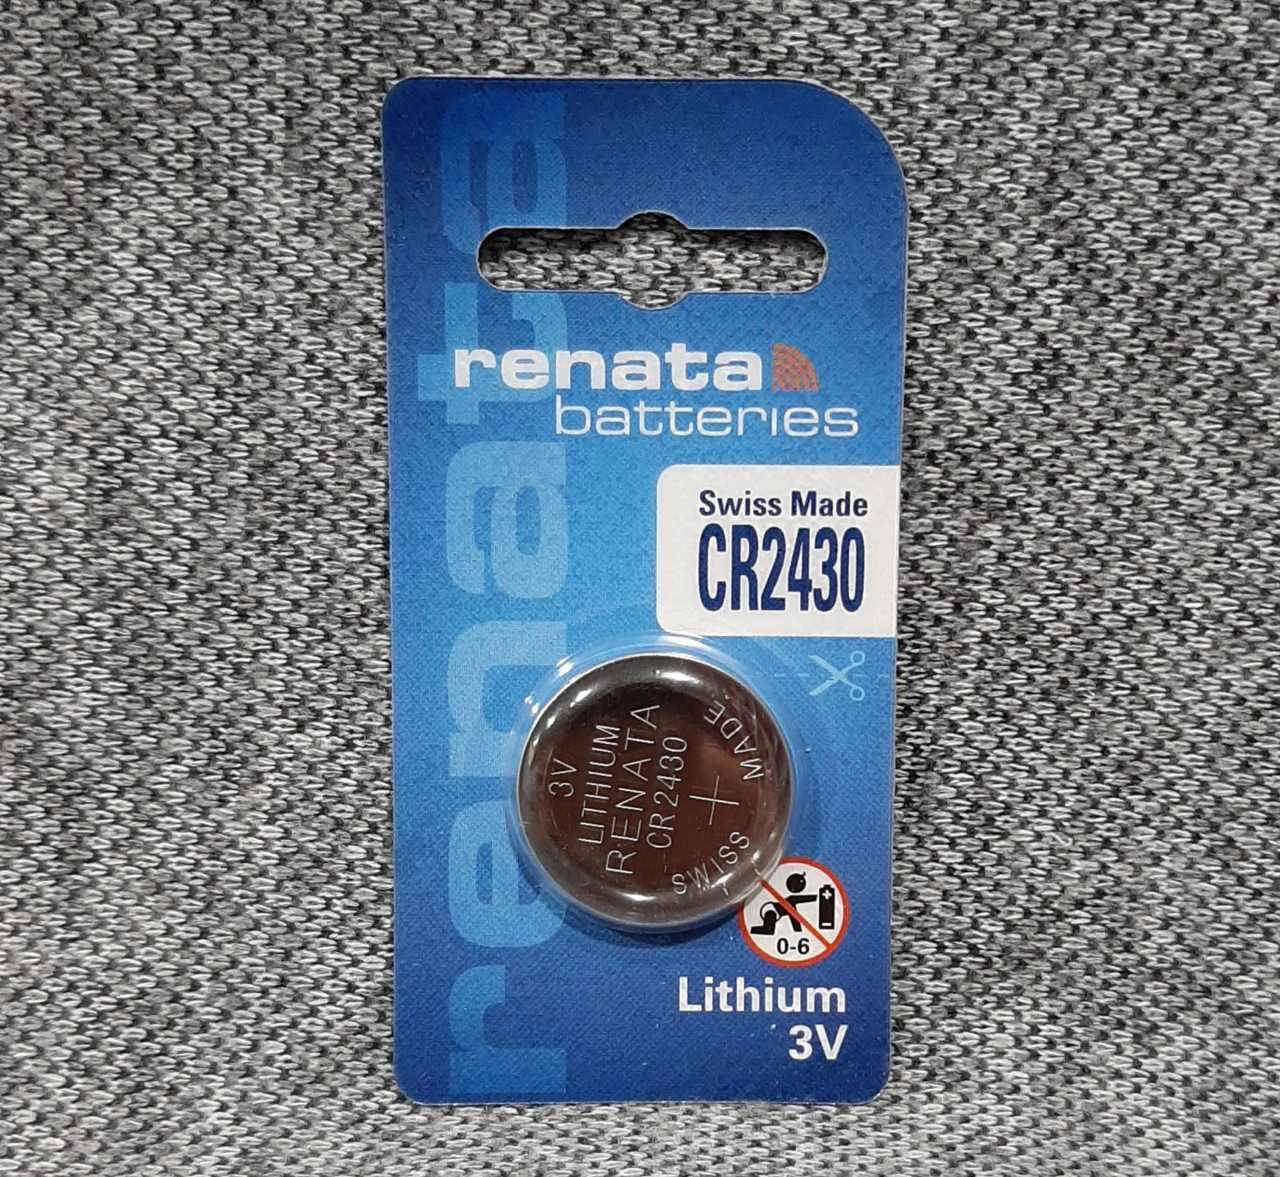 renata
renata
batteries
Swiss Made
CR2430
3V
LITHIUM
RENATA
CR2430
SWISS MADE
0-6
Lithium
3V